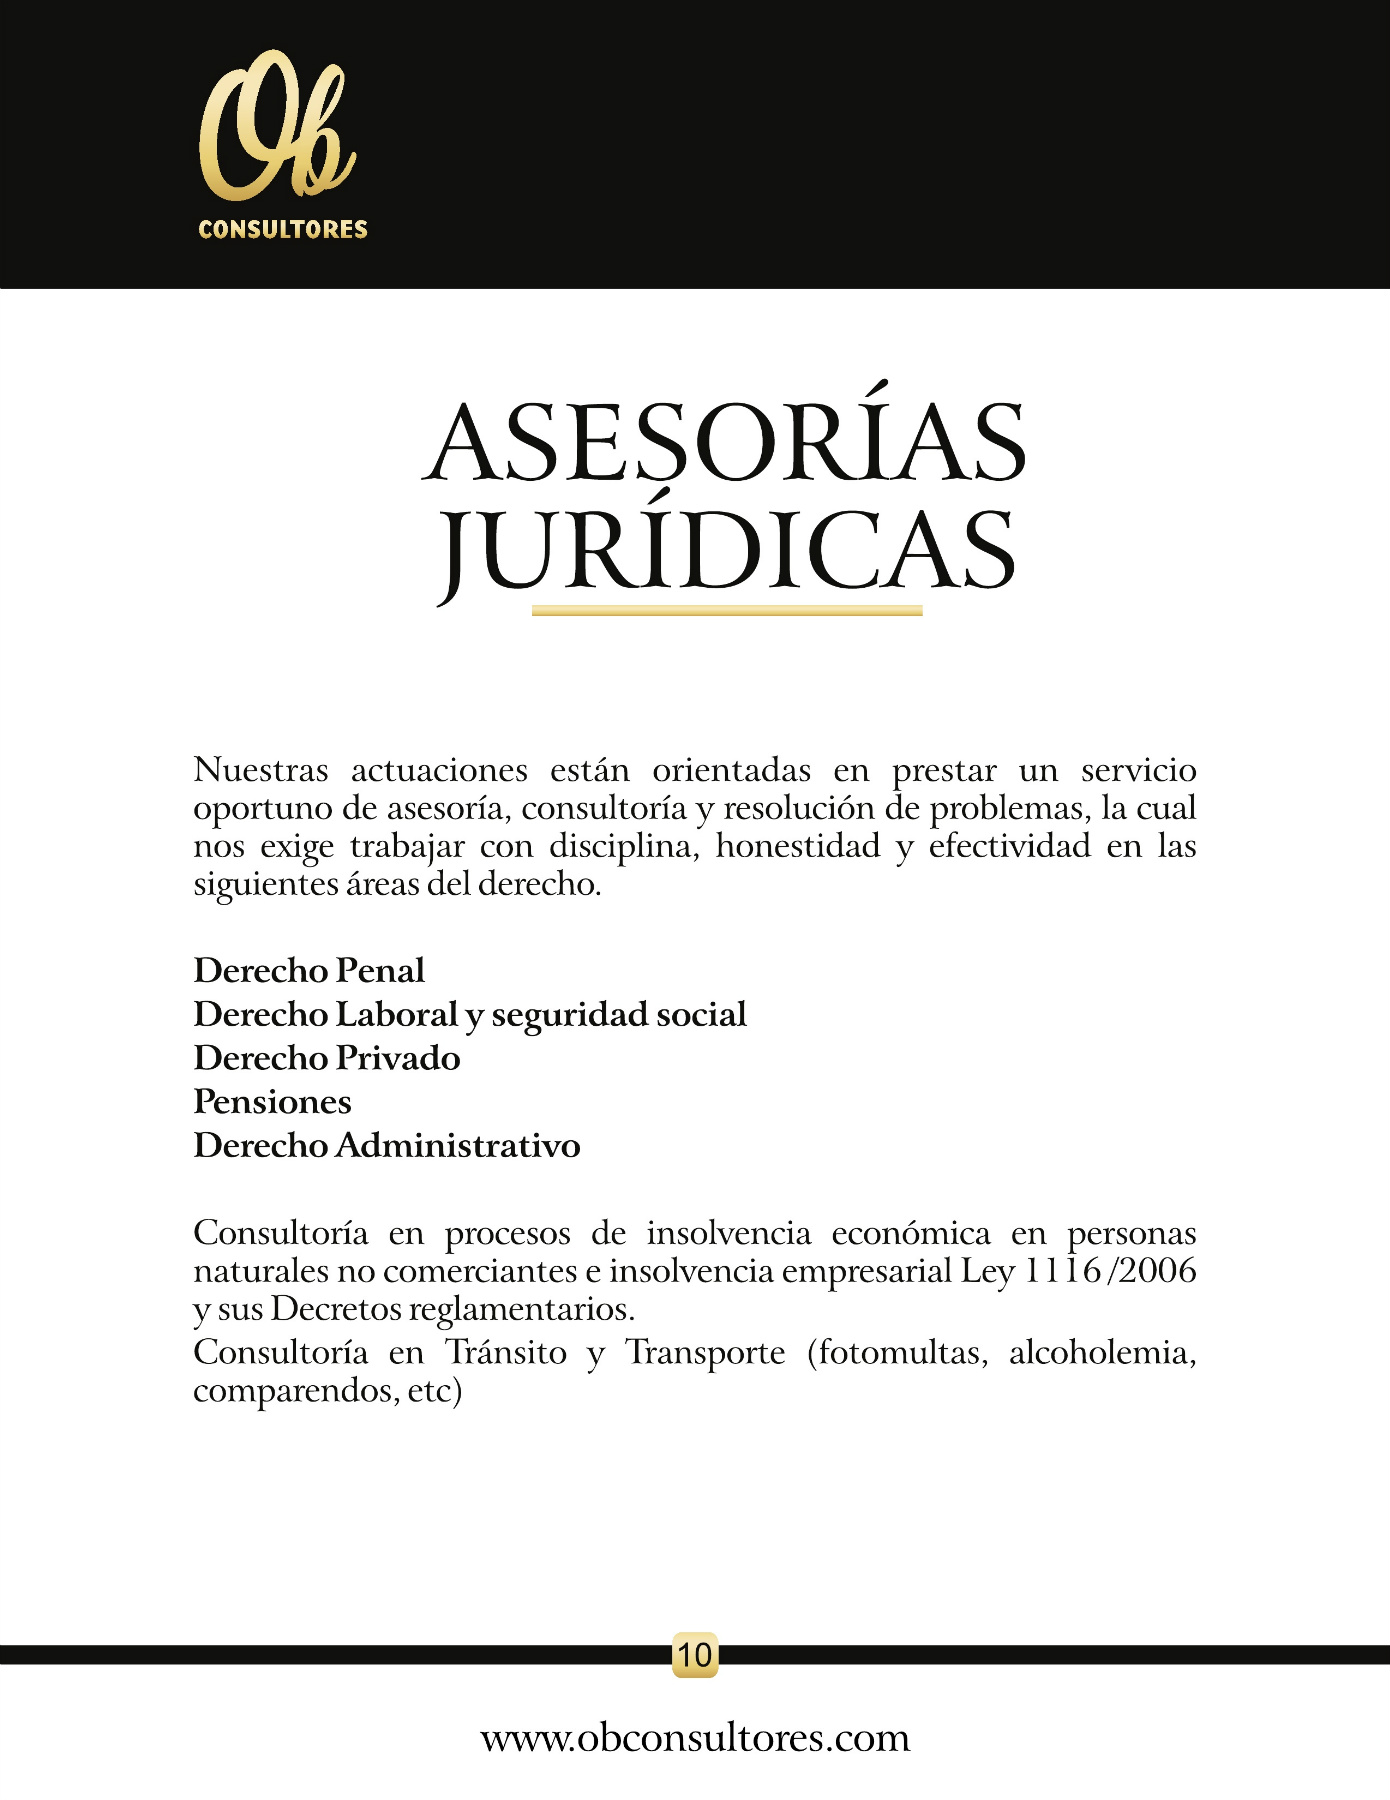 Ob
CONSULTORES
ASESORÍAS
JURÍDICAS
Nuestras actuaciones están orientadas en prestar un servicio
oportuno de asesoría, consultoría y resolución de problemas, la cual
nos exige trabajar con disciplina, honestidad y efectividad en las
siguientes áreas del derecho.
Derecho Penal
Derecho Laboral y seguridad social
Derecho Privado
Pensiones
Derecho Administrativo
Consultoría en procesos de insolvencia económica en personas
naturales no comerciantes e insolvencia empresarial Ley 1116/2006
y sus Decretos reglamentarios.
Consultoría en Tránsito y Transporte (fotomultas, alcoholemia,
comparendos, etc)
10
www.obconsultores.com